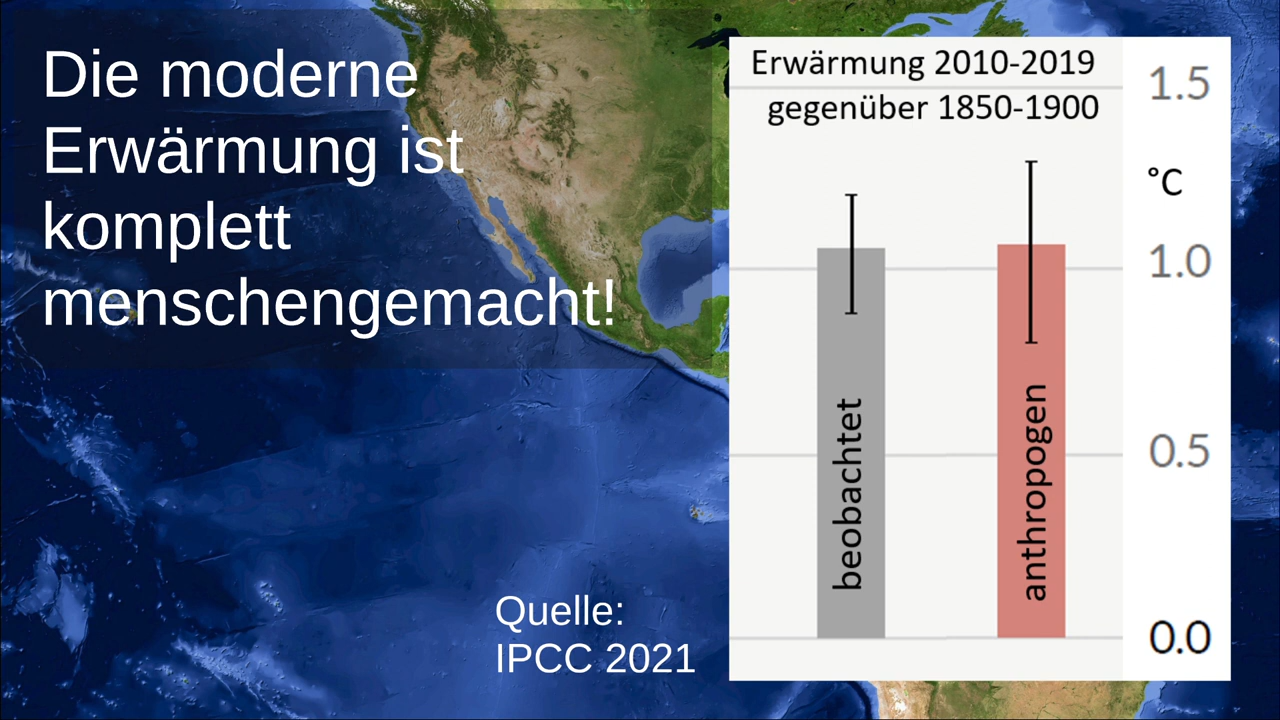 Die moderne
Erwärmung ist
komplett
menschengemacht!
Erwärmung 2010-2019
gegenüber 1850-1900
1.5
°C
1.0
0.5
0.0
beobachtet
anthropogen
Quelle:
IPCC 2021